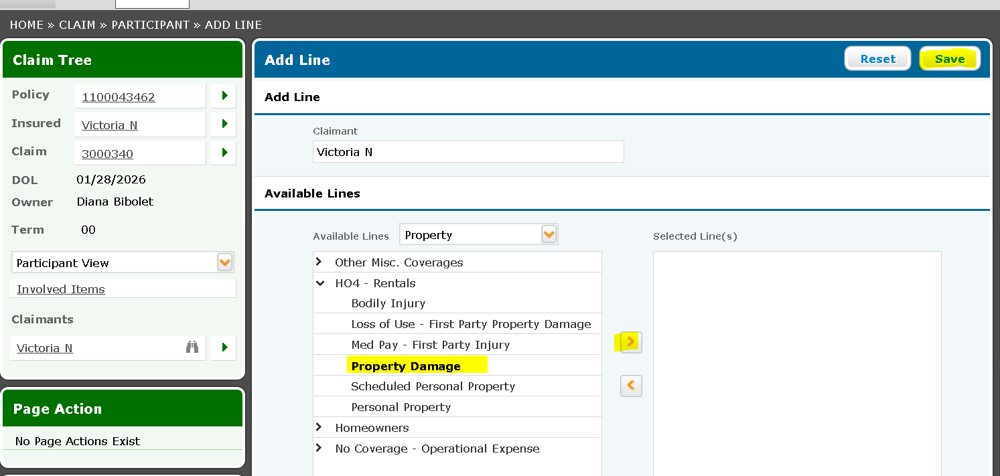 HOME » CLAIM » PARTICIPANT » ADD LINE
Claim Tree
Policy 1100043462
Insured Victoria N
Claim 3000340
DOL 01/28/2026
Owner Diana Bibolet
Term 00
Participant View
Involved Items
Claimants
Victoria N
Page Action
No Page Actions Exist
Add Line Reset Save
Add Line
Claimant
Victoria N
Available Lines
Available Lines Property
Other Misc. Coverages
HO4 - Rentals
Bodily Injury
Loss of Use - First Party Property Damage
Med Pay - First Party Injury
Property Damage
Scheduled Personal Property
Personal Property
Homeowners
No Coverage - Operational Expense
Selected Line(s)